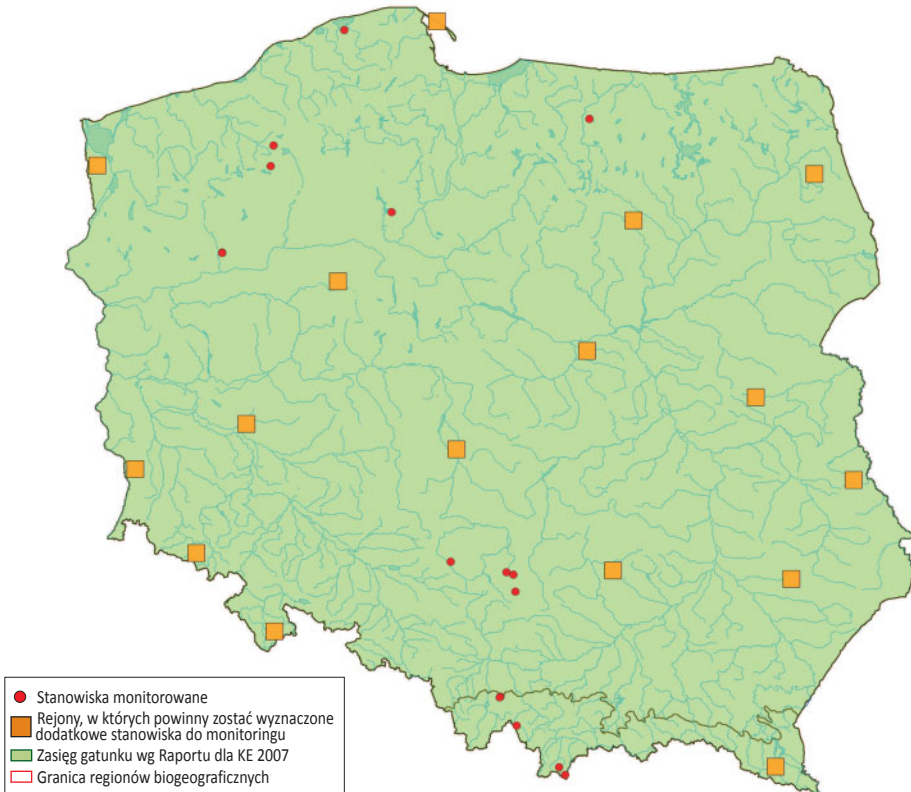 Stanowiska monitorowane
Rejony, w których powinny zostać wyznaczone
dodatkowe stanowiska do monitoringu
Zasięg gatunku wg Raportu dla KE 2007
Granica regionów biogeograficznych